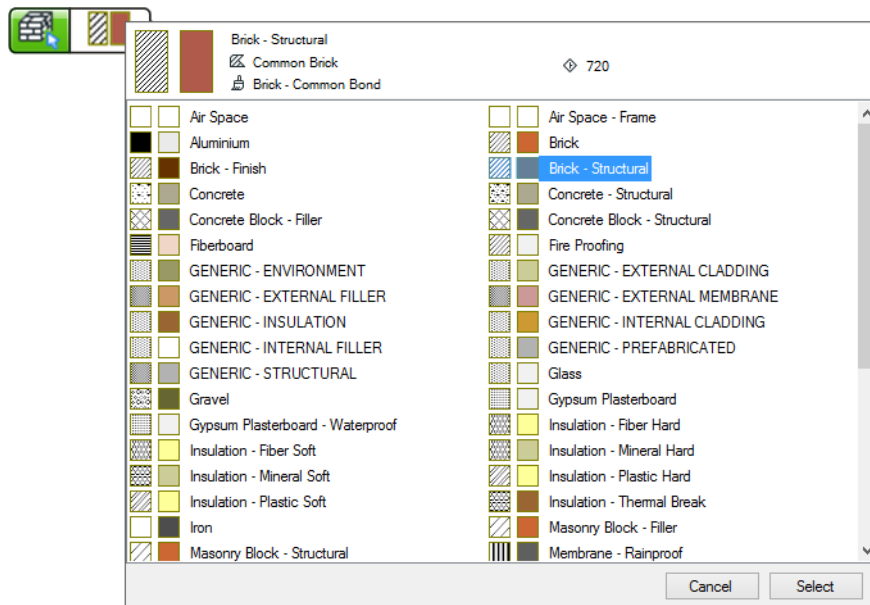 Brick - Structural
Common Brick
720
Brick - Common Bond
Air Space
Air Space - Frame
Aluminium
Brick
Brick - Finish
Brick - Structural
Concrete
Concrete - Structural
Concrete Block - Filler
Concrete Block - Structural
Fiberboard
Fire Proofing
GENERIC - ENVIRONMENT
GENERIC - EXTERNAL CLADDING
GENERIC - EXTERNAL FILLER
GENERIC - EXTERNAL MEMBRANE
GENERIC - INSULATION
GENERIC - INTERNAL CLADDING
GENERIC - INTERNAL FILLER
GENERIC - PREFABRICATED
GENERIC - STRUCTURAL
Glass
Gravel
Gypsum Plasterboard
Gypsum Plasterboard - Waterproof
Insulation - Fiber Hard
Insulation - Fiber Soft
Insulation - Mineral Hard
Insulation - Mineral Soft
Insulation - Plastic Hard
Insulation - Plastic Soft
Insulation - Thermal Break
Iron
Masonry Block - Filler
Masonry Block - Structural
Membrane - Rainproof
Cancel
Select